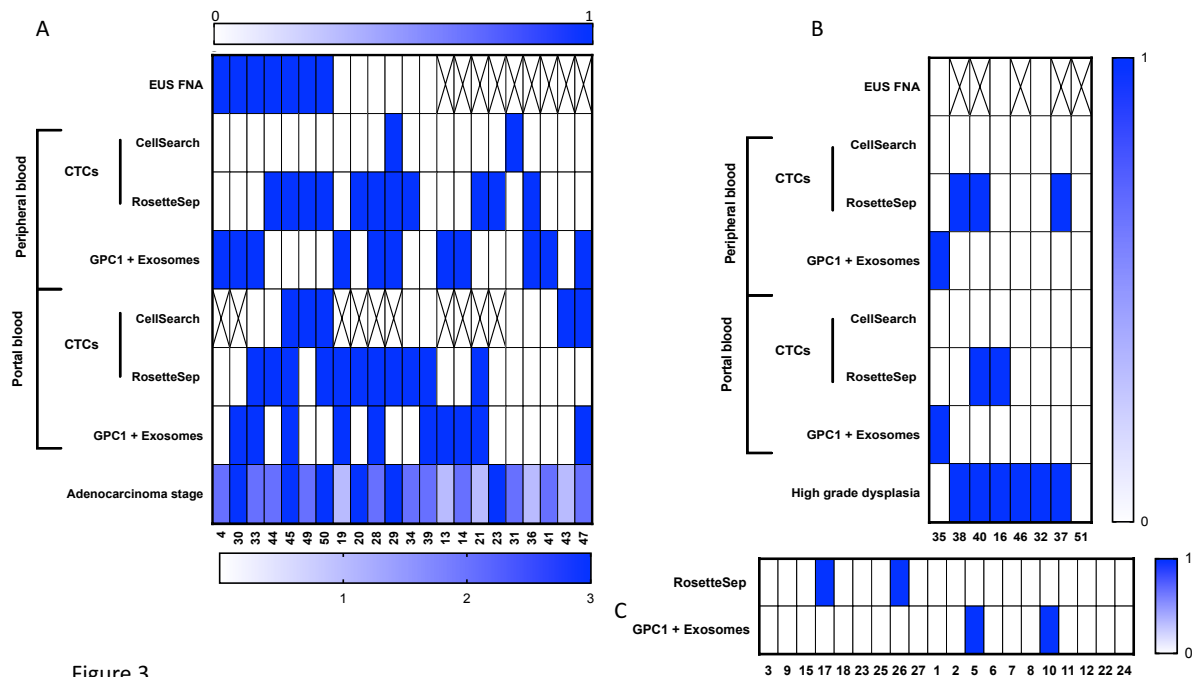 A
0 1
EUS FNA
Peripheral blood
CTCs
CellSearch
RosetteSep
GPC1 + Exosomes
Portal blood
CTCs
CellSearch
RosetteSep
GPC1 + Exosomes
Adenocarcinoma stage
4 30 33 44 45 49 50 19 20 28 29 34 39 13 14 21 23 31 36 41 43 47
1 2 3
B
1
EUS FNA
Peripheral blood
CTCs
CellSearch
RosetteSep
GPC1 + Exosomes
Portal blood
CTCs
CellSearch
RosetteSep
GPC1 + Exosomes
High grade dysplasia
0
35 38 40 16 46 32 37 51
C
1
RosetteSep
GPC1 + Exosomes
0
3 9 15 17 18 23 25 26 27 1 2 5 6 7 8 10 11 12 22 24
Figure 3